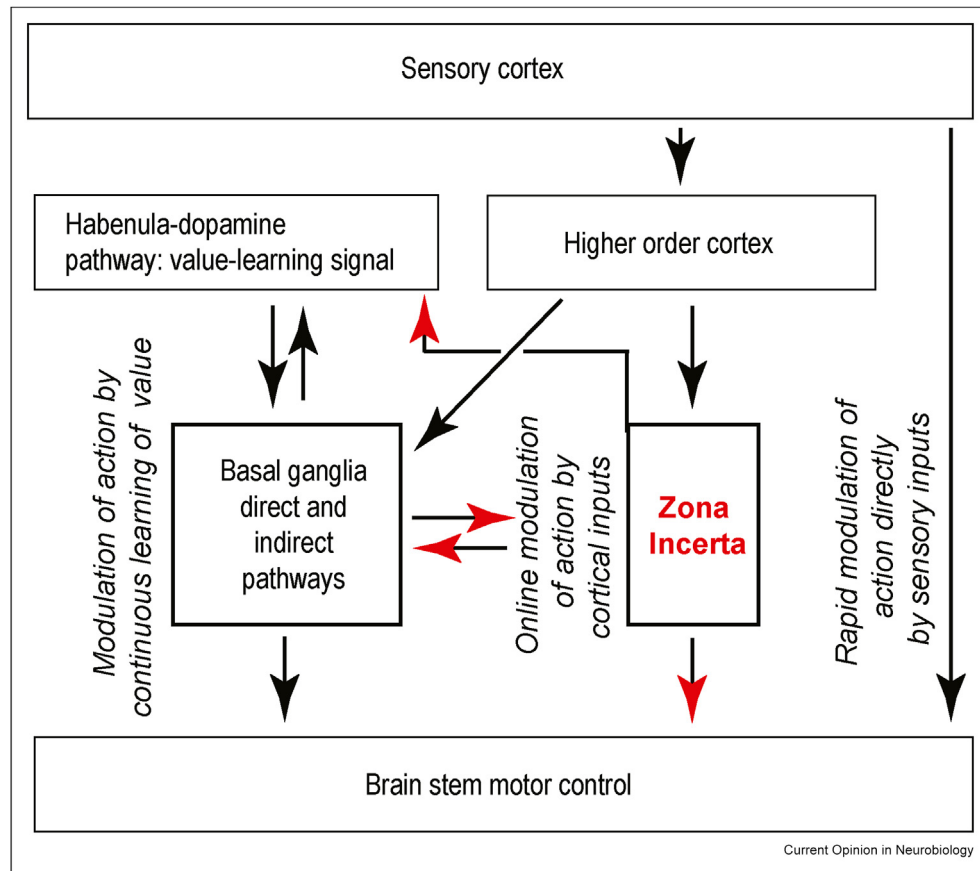 Sensory cortex
Habenula-dopamine
pathway: value-learning signal
Higher order cortex
Modulation of action by
continuous learning of value
Basal ganglia
direct and
indirect
pathways
Online modulation
of action by
cortical inputs
Zona
Incerta
Rapid modulation of
action directly
by sensory inputs
Brain stem motor control
Current Opinion in Neurobiology